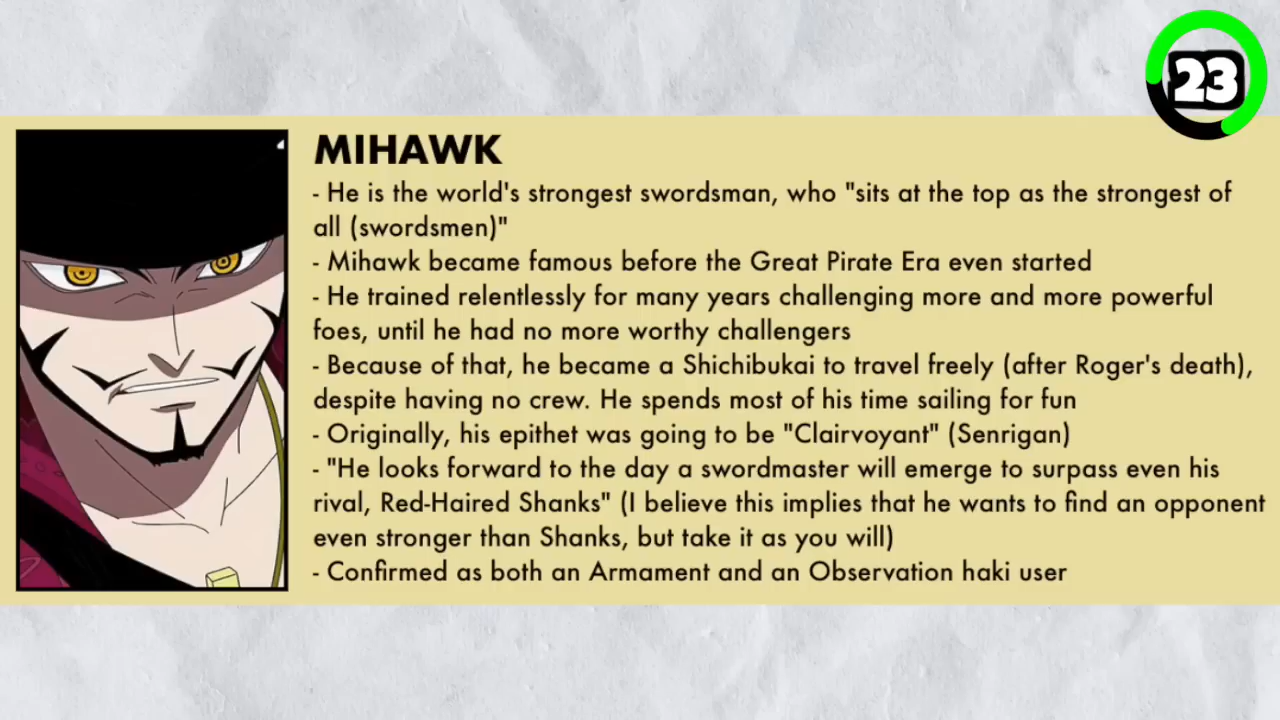 23
MIHAWK
- He is the world's strongest swordsman, who "sits at the top as the strongest of
all (swordsmen)"
- Mihawk became famous before the Great Pirate Era even started
- He trained relentlessly for many years challenging more and more powerful
foes, until he had no more worthy challengers
- Because of that, he became a Shichibukai to travel freely (after Roger's death),
despite having no crew. He spends most of his time sailing for fun
- Originally, his epithet was going to be "Clairvoyant" (Senrigan)
- "He looks forward to the day a swordmaster will emerge to surpass even his
rival, Red-Haired Shanks" (I believe this implies that he wants to find an opponent
even stronger than Shanks, but take it as you will)
- Confirmed as both an Armament and an Observation haki user